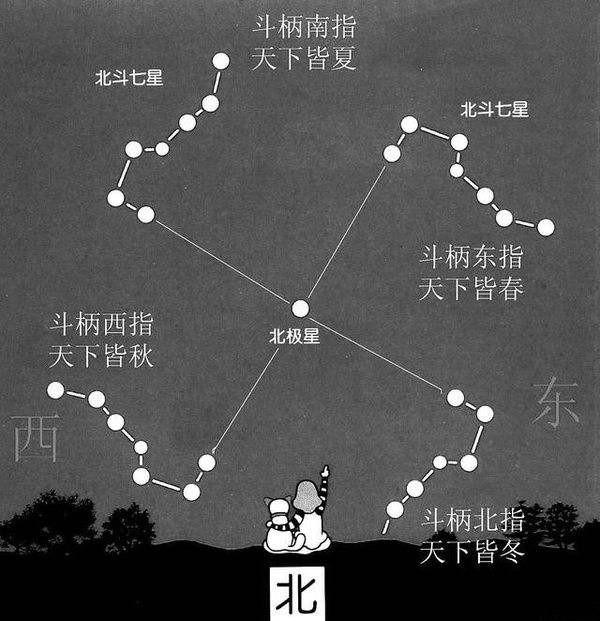 斗柄南指
天下皆夏
北斗七星
北斗七星
斗柄东指
天下皆春
北极星
斗柄西指
天下皆秋
西
东
斗柄北指
天下皆冬
北